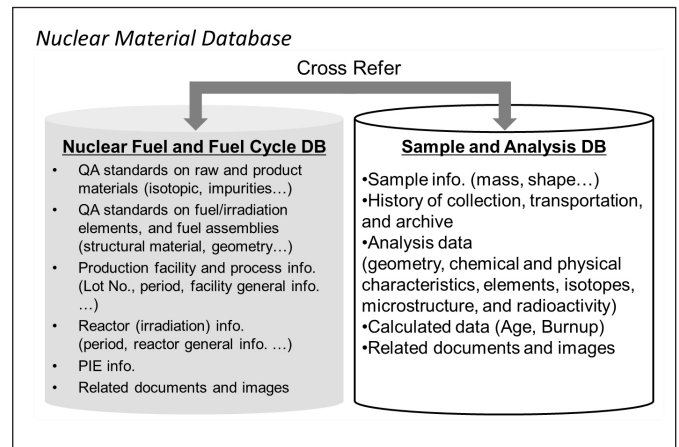 Nuclear Material Database
Cross Refer
Nuclear Fuel and Fuel Cycle DB
• QA standards on raw and product
materials (isotopic, impurities…)
• QA standards on fuel/irradiation
elements, and fuel assemblies
(structural material, geometry…)
• Production facility and process info.
(Lot No., period, facility general info.
…)
• Reactor (irradiation) info.
(period, reactor general info. …)
• PIE info.
• Related documents and images
Sample and Analysis DB
•Sample info. (mass, shape…)
•History of collection, transportation,
and archive
•Analysis data
(geometry, chemical and physical
characteristics, elements, isotopes,
microstructure, and radioactivity)
•Calculated data (Age, Burnup)
•Related documents and images